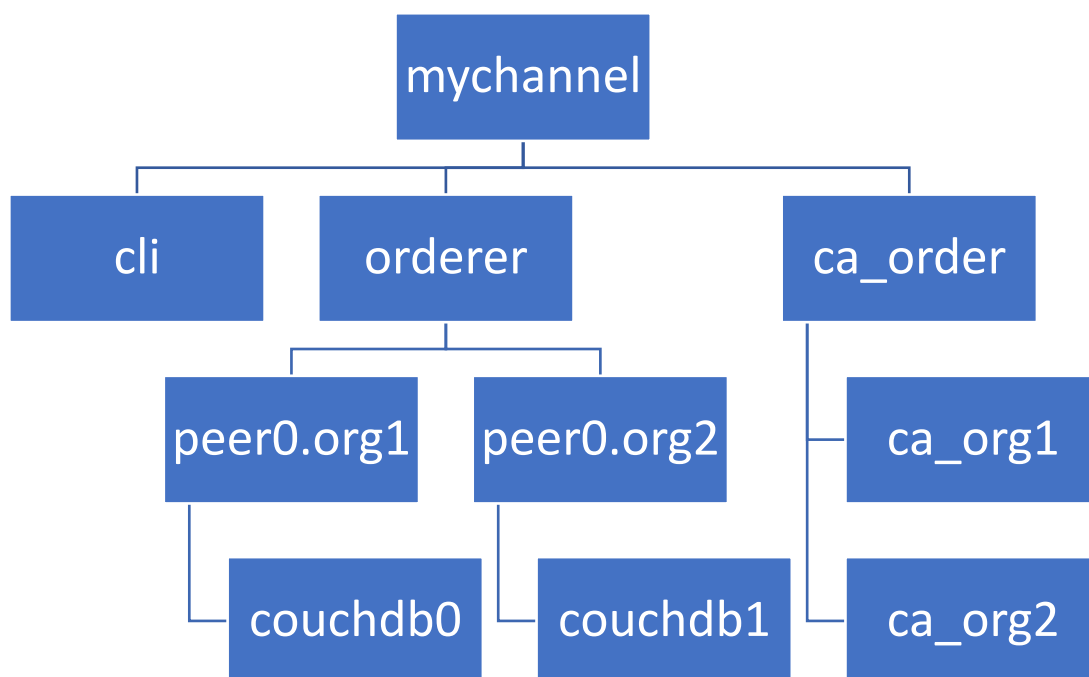 mychannel
cli
orderer
ca_order
peer0.org1
peer0.org2
ca_org1
couchdb0
couchdb1
ca_org2